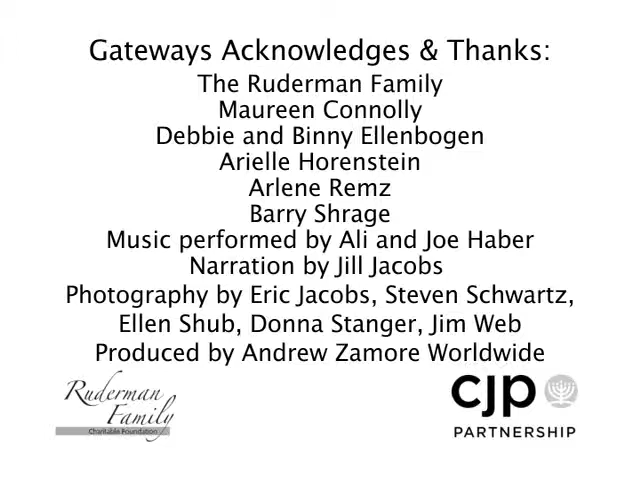 Gateways Acknowledges & Thanks:
The Ruderman Family
Maureen Connolly
Debbie and Binny Ellenbogen
Arielle Horenstein
Arlene Remz
Barry Shrage
Music performed by Ali and Joe Haber
Narration by Jill Jacobs
Photography by Eric Jacobs, Steven Schwartz,
Ellen Shub, Donna Stanger, Jim Web
Produced by Andrew Zamore Worldwide
Ruderman
Family
Charitable Foundation
cjp
PARTNERSHIP